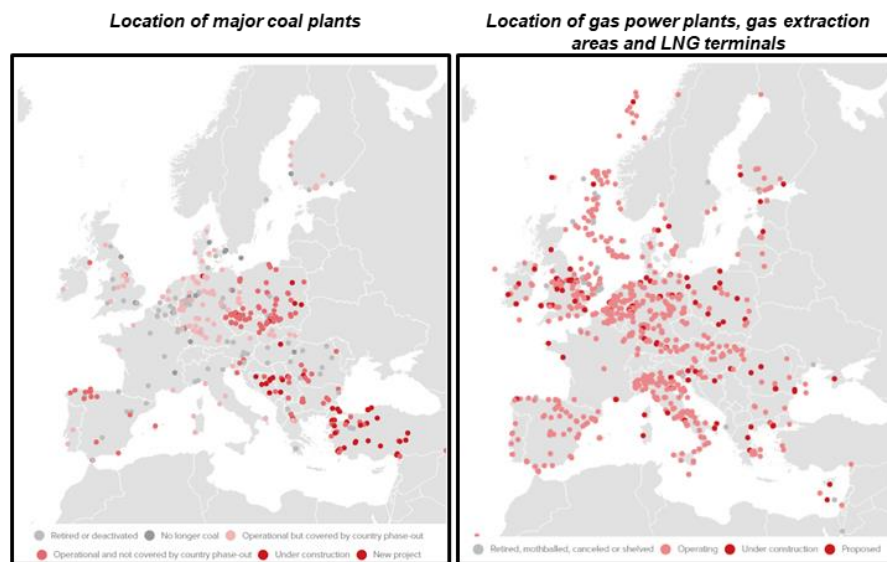 Location of major coal plants
Location of gas power plants, gas extraction
areas and LNG terminals
Retired or deactivated
No longer coal
Operational but covered by country phase-out
Operational and not covered by country phase-out
Under construction
New project
Retired, mothballed, canceled or shelved
Operating
Under construction
Proposed